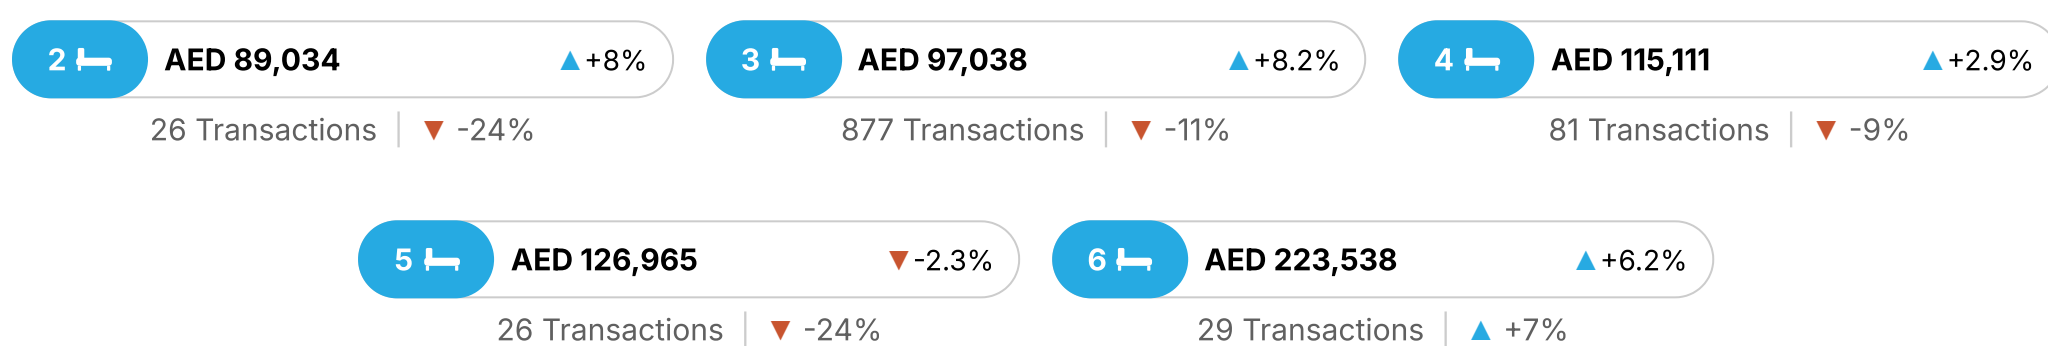 2 AED 89,034 ▲+8% 3 AED 97,038 ▲+8.2% 4 AED 115,111 ▲+2.9%
26 Transactions | ▼ -24% 877 Transactions | ▼ -11% 81 Transactions | ▼ -9%
5 AED 126,965 ▼-2.3% 6 AED 223,538 ▲+6.2%
26 Transactions | ▼ -24% 29 Transactions | ▲ +7%